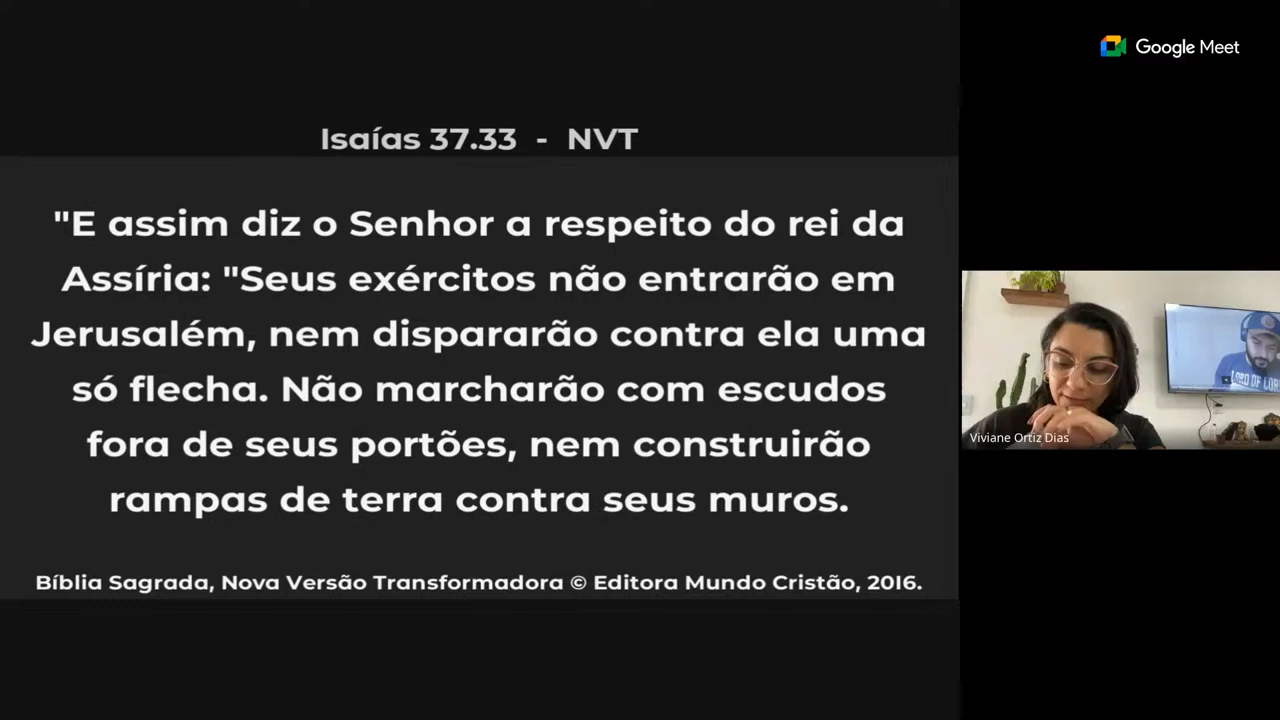 Google Meet
Isaías 37.33 - NVT
"E assim diz o Senhor a respeito do rei da
Assíria: "Seus exércitos não entrarão em
Jerusalém, nem dispararão contra ela uma
só flecha. Não marcharão com escudos
fora de seus portões, nem construirão
rampas de terra contra seus muros.
Bíblia Sagrada, Nova Versão Transformadora © Editora Mundo Cristão, 2016.
Viviane Ortiz Dias
LORD OF